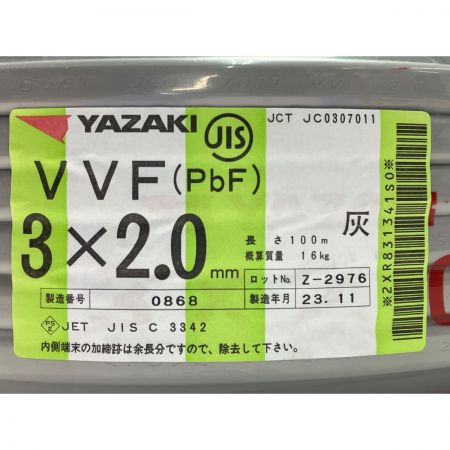 YAZAKI
JIS
JCT JC0307011
VVF(PbF)
灰
3×2.0mm
長さ 100m
概算質量 16kg
ロットNo. Z-2976
製造番号 0868
製造年月 23.11
PS E JET JIS C 3342
内側端末の加締跡は余長分ですので、除去して下さい。
※2XR831341S0※